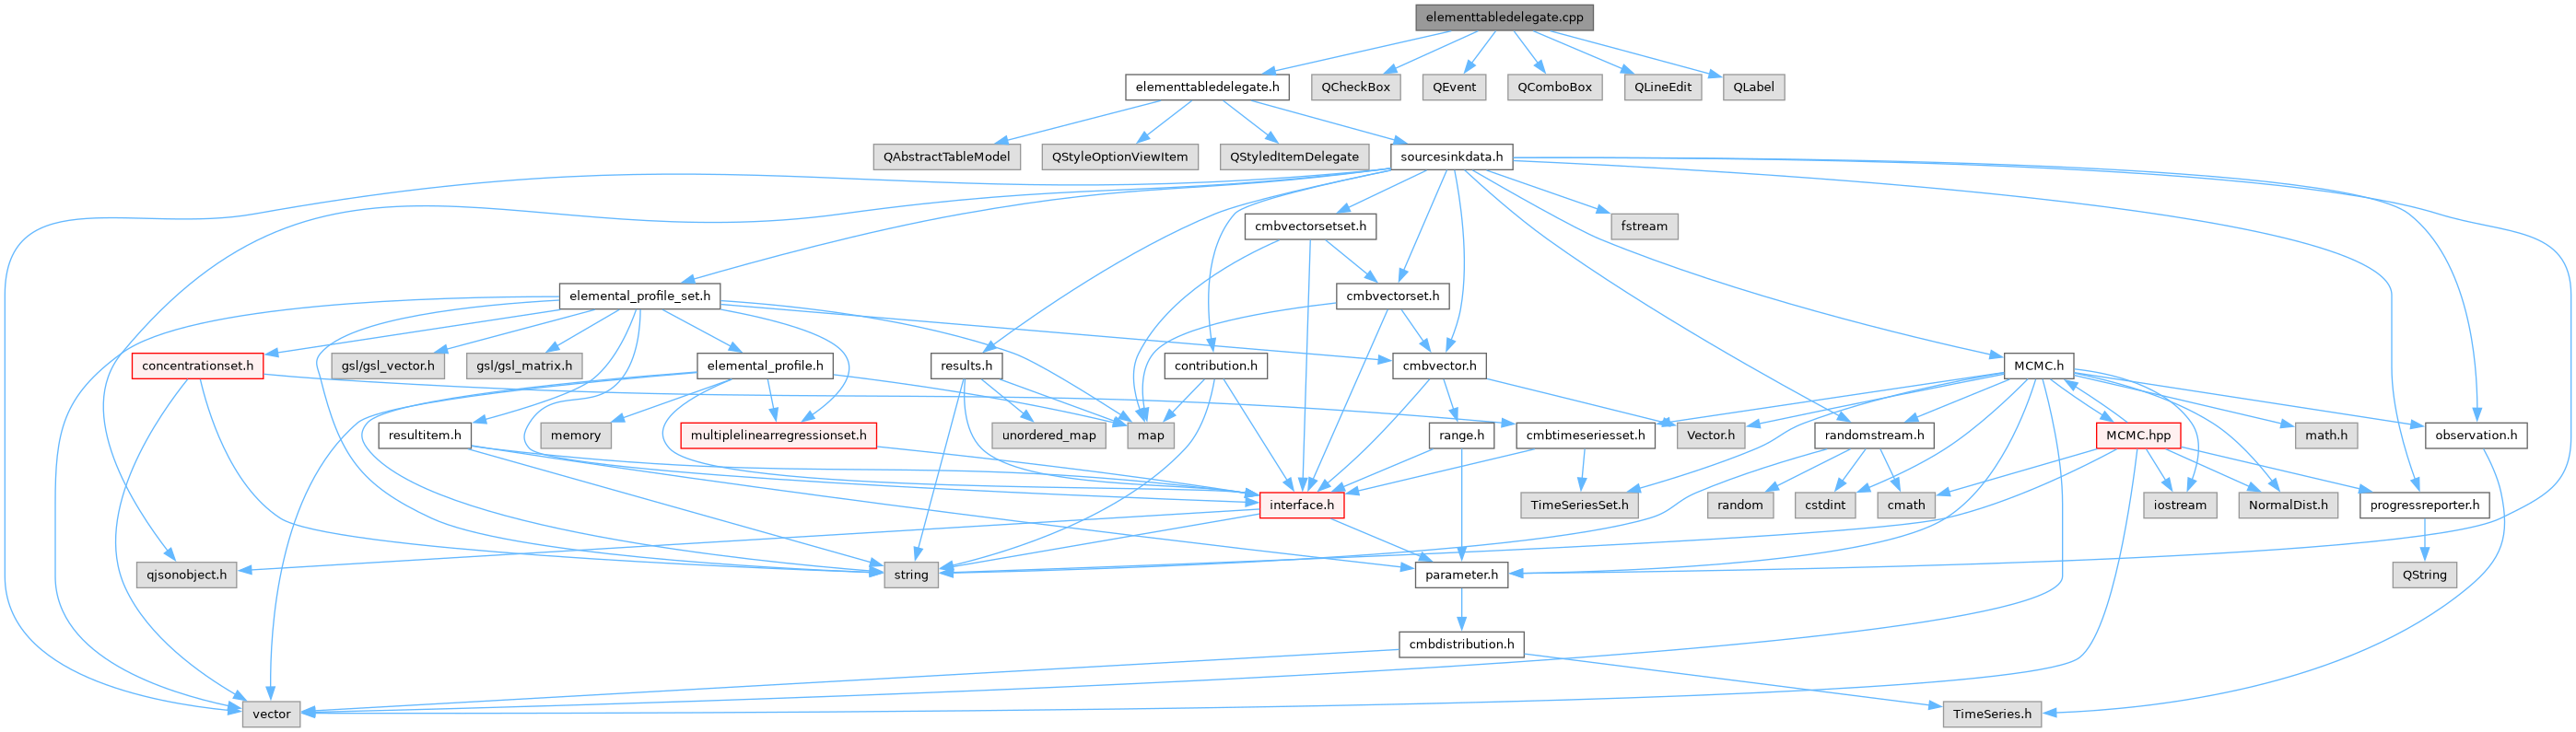 elementtabledelegate.cpp
elementtabledelegate.h
QCheckBox
QEvent
QComboBox
QLineEdit
QLabel
QAbstractTableModel
QStyleOptionViewItem
QStyledItemDelegate
sourcesinkdata.h
cmbvectorsetset.h
fstream
elemental_profile_set.h
cmbvectorset.h
concentrationset.h
gsl/gsl_vector.h
gsl/gsl_matrix.h
elemental_profile.h
results.h
contribution.h
cmbvector.h
MCMC.h
resultitem.h
memory
multiplelinearregressionset.h
unordered_map
map
range.h
cmbtimeseriesset.h
Vector.h
randomstream.h
MCMC.hpp
math.h
observation.h
interface.h
TimeSeriesSet.h
random
cstdint
cmath
iostream
NormalDist.h
progressreporter.h
qjsonobject.h
string
parameter.h
QString
cmbdistribution.h
vector
TimeSeries.h